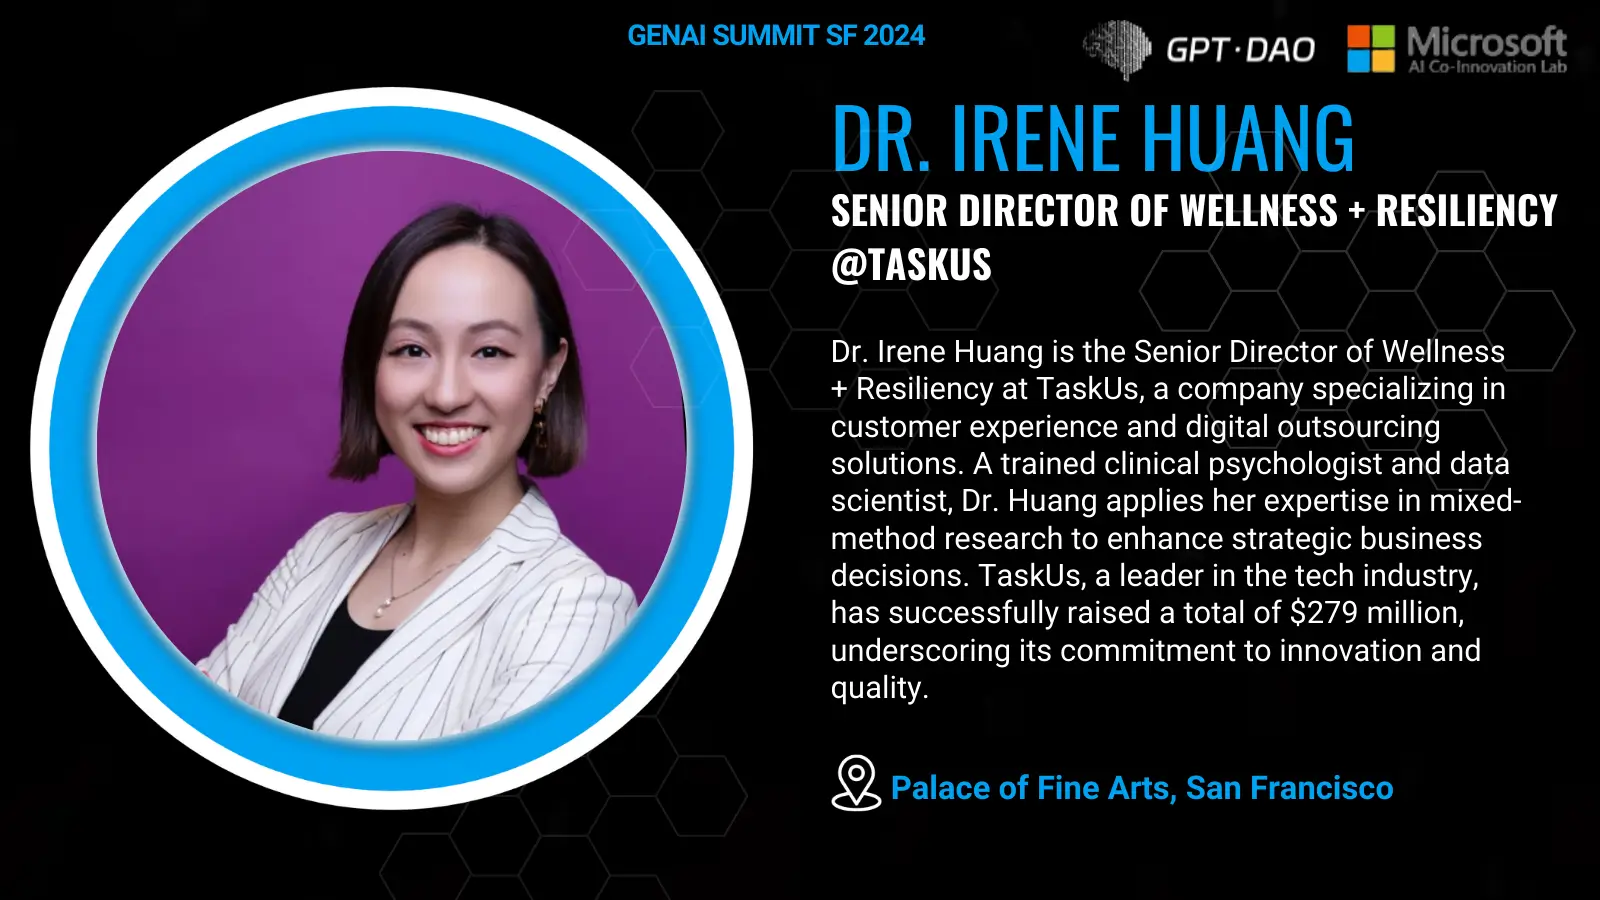 GENAI SUMMIT SF 2024
GPT·DAO
Microsoft
AI Co-Innovation Lab
DR. IRENE HUANG
SENIOR DIRECTOR OF WELLNESS + RESILIENCY
@TASKUS
Dr. Irene Huang is the Senior Director of Wellness
+ Resiliency at TaskUs, a company specializing in
customer experience and digital outsourcing
solutions. A trained clinical psychologist and data
scientist, Dr. Huang applies her expertise in mixed-
method research to enhance strategic business
decisions. TaskUs, a leader in the tech industry,
has successfully raised a total of $279 million,
underscoring its commitment to innovation and
quality.
Palace of Fine Arts, San Francisco